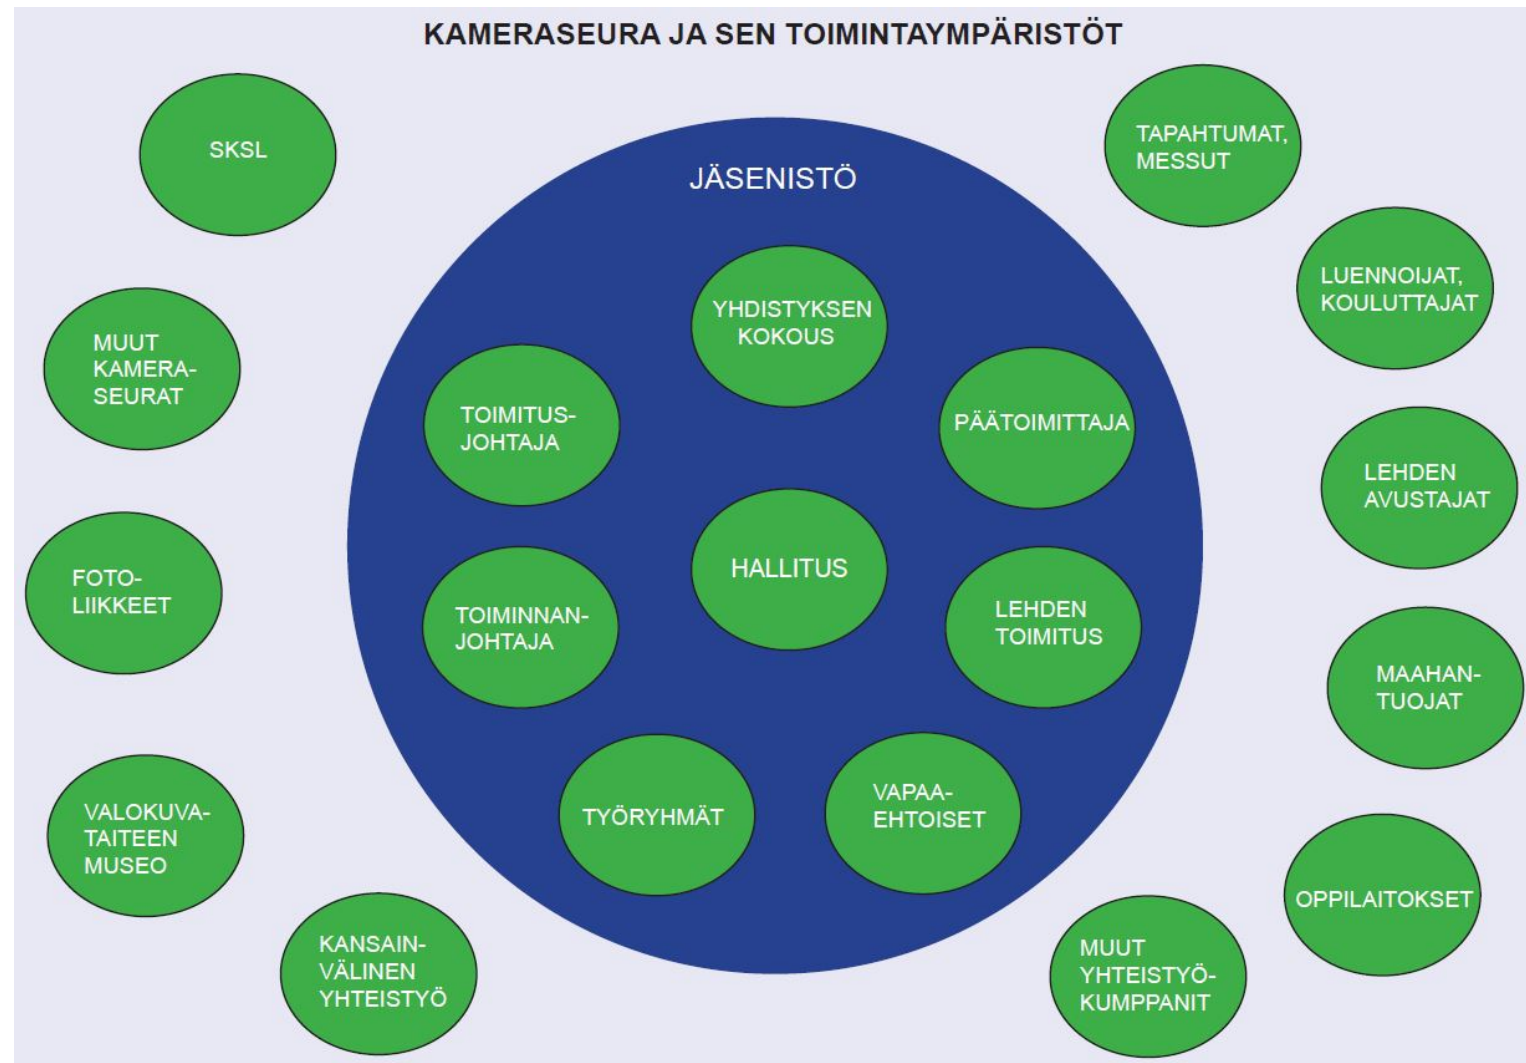 KAMERASEURA JA SEN TOIMINTAYMPÄRISTÖT
SKSL
MUUT
KAMERA-
SEURAT
FOTO-
LIIKKEET
VALOKUVA-
TAITEEN
MUSEO
KANSAIN-
VÄLINEN
YHTEISTYÖ
JÄSENISTÖ
YHDISTYKSEN
KOKOUS
TOIMITUS-
JOHTAJA
PÄÄTOIMITTAJA
HALLITUS
TOIMINNAN-
JOHTAJA
LEHDEN
TOIMITUS
TYÖRYHMÄT
VAPAA-
EHTOISET
TAPAHTUMAT,
MESSUT
LUENNOIJAT,
KOULUTTAJAT
LEHDEN
AVUSTAJAT
MAAHAN-
TUOJAT
OPPILAITOKSET
MUUT
YHTEISTYÖ-
KUMPPANIT